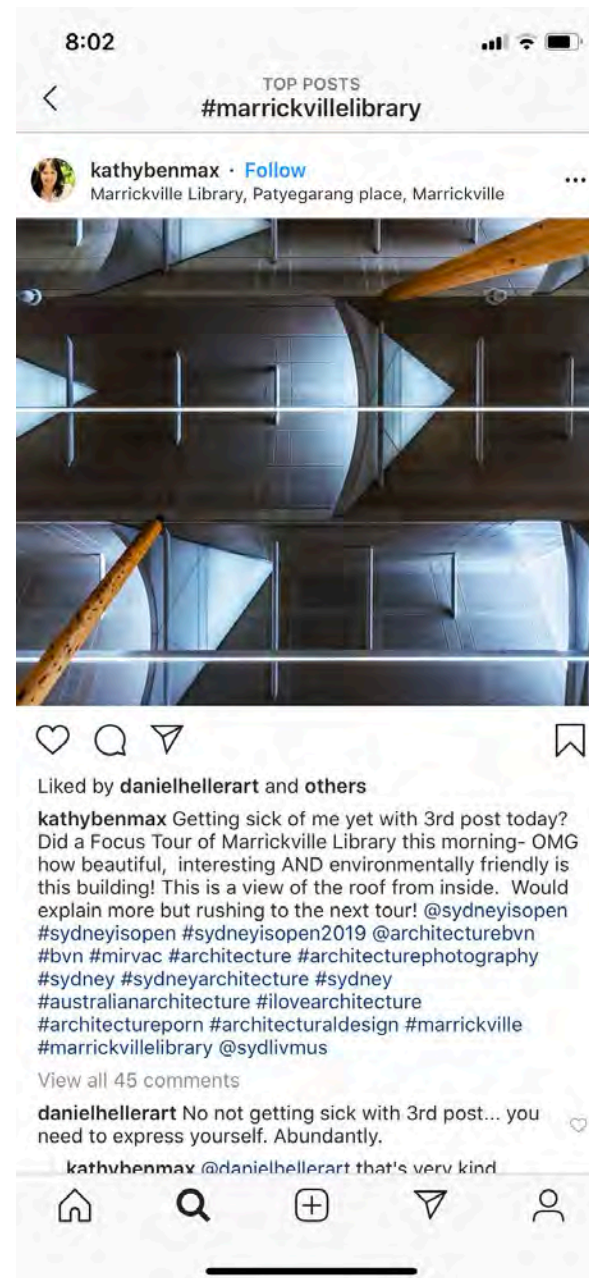 8:02
TOP POSTS
#marrickvillelibrary
kathybenmax · Follow
Marrickville Library, Patyegarang place, Marrickville
Liked by danielhellerart and others
kathybenmax Getting sick of me yet with 3rd post today?
Did a Focus Tour of Marrickville Library this morning- OMG
how beautiful, interesting AND environmentally friendly is
this building! This is a view of the roof from inside. Would
explain more but rushing to the next tour! @sydneyisopen
#sydneyisopen #sydneyisopen2019 @architecturebvn
#bvn #mirvac #architecture #architecturephotography
#sydney #sydneyarchitecture #sydney
#australianarchitecture #ilovearchitecture
#architectureporn #architecturaldesign #marrickville
#marrickvillelibrary @sydlivmus
View all 45 comments
danielhellerart No not getting sick with 3rd post... you
need to express yourself. Abundantly.
kathybenmax @danielhellerart that's very kind